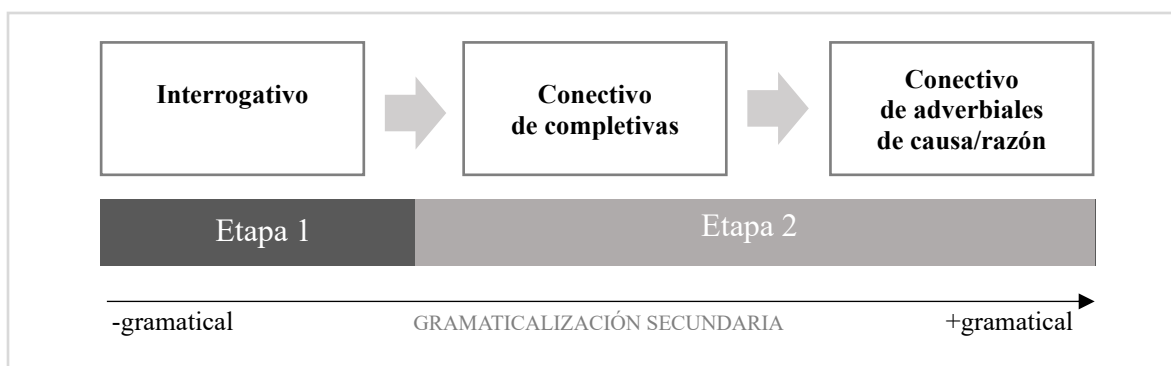 Interrogativo
Conectivo
de completivas
Conectivo
de adverbiales
de causa/razón
Etapa 1
Etapa 2
-gramatical
GRAMATICALIZACIÓN SECUNDARIA
+gramatical